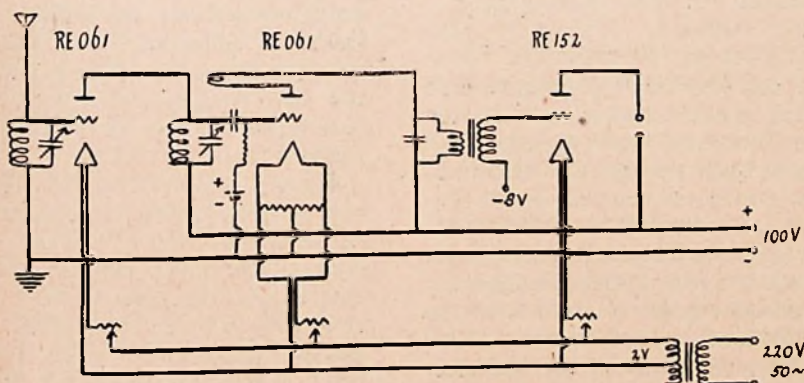 RE 061
RE 061
RE 152
+
-
-8V
+
100V
-
2V
220V
50~